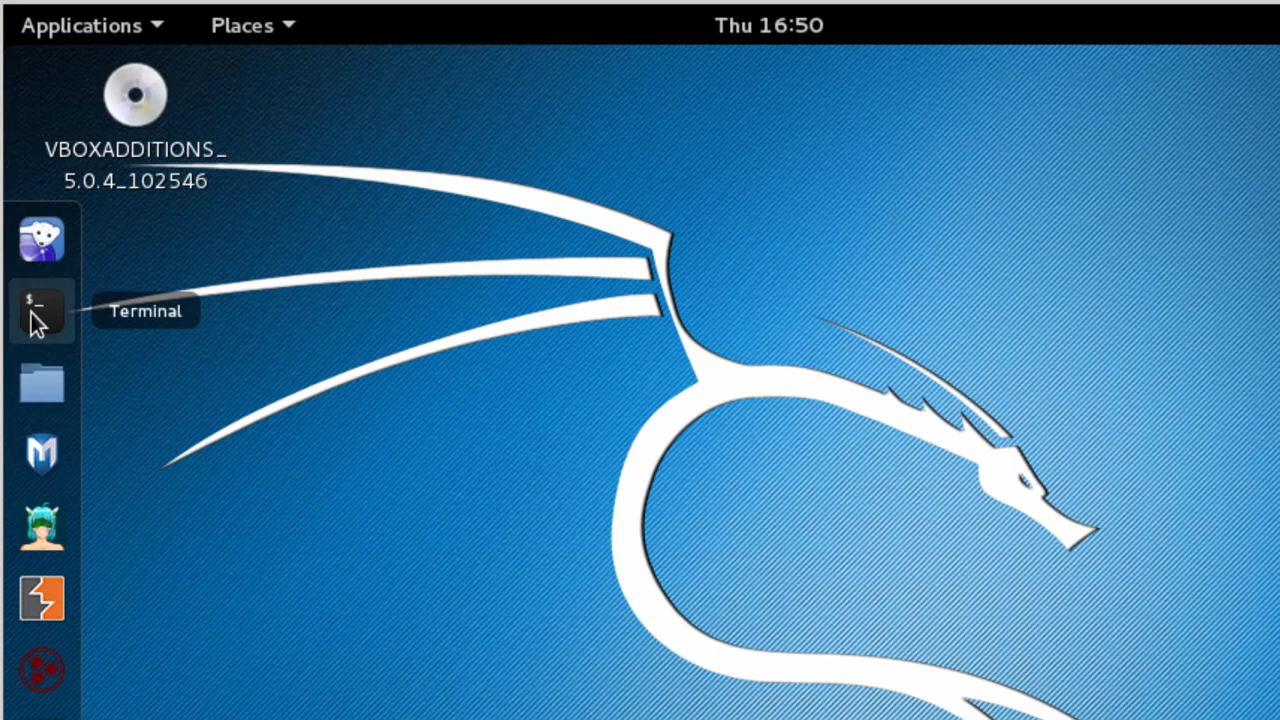 Applications Places Thu 16:50
VBOXADDITIONS_
5.0.4_102546
$_
Terminal
M